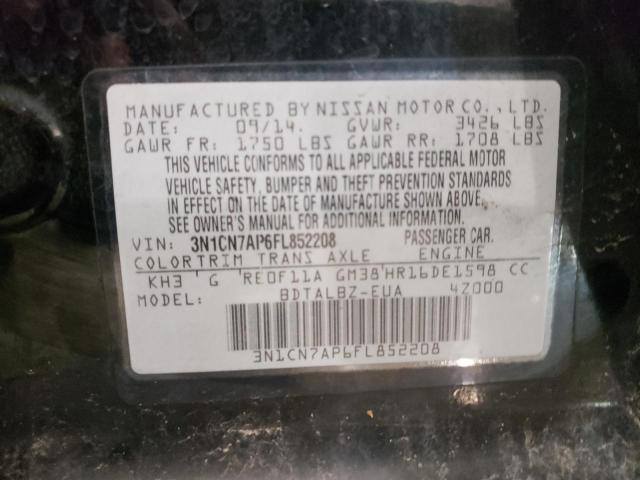 MANUFACTURED BY NISSAN MOTOR CO., LTD.
DATE: 09/14. GVWR: 3426 LBS
GAWR FR: 1750 LBS GAWR RR: 1708 LBS
THIS VEHICLE CONFORMS TO ALL APPLICABLE FEDERAL MOTOR
VEHICLE SAFETY, BUMPER AND THEFT PREVENTION STANDARDS
IN EFFECT ON THE DATE OF MANUFACTURE SHOWN ABOVE.
SEE OWNER'S MANUAL FOR ADDITIONAL INFORMATION.
VIN: 3N1CN7AP6FL852208 PASSENGER CAR.
COLOR TRIM TRANS AXLE ENGINE
KH3 G RE0F11A GM38 HR16DE1598 CC
MODEL: BDTALBZ-EUA 4Z000
3N1CN7AP6FL852208